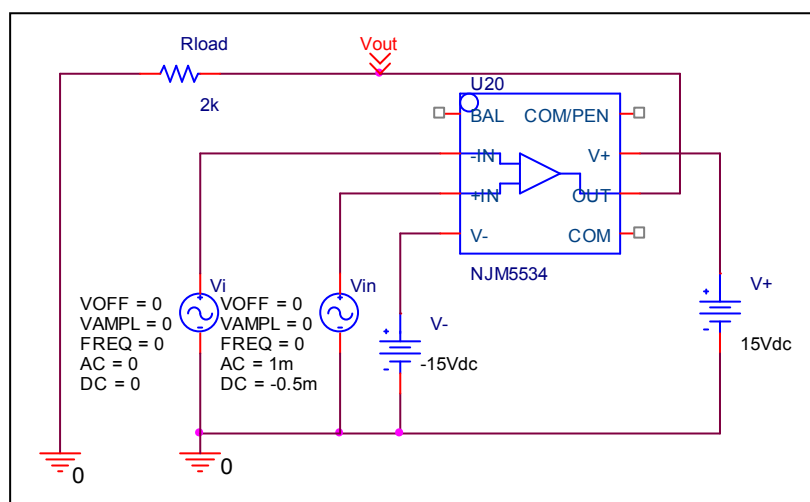 Rload
2k
Vout
U20
BAL
COM/PEN
-IN
V+
+IN
OUT
V-
COM
NJM5534
Vi
VOFF = 0
VAMPL = 0
FREQ = 0
AC = 0
DC = 0
Vin
VOFF = 0
VAMPL = 0
FREQ = 0
AC = 1m
DC = -0.5m
V-
-15Vdc
V+
15Vdc
0
0